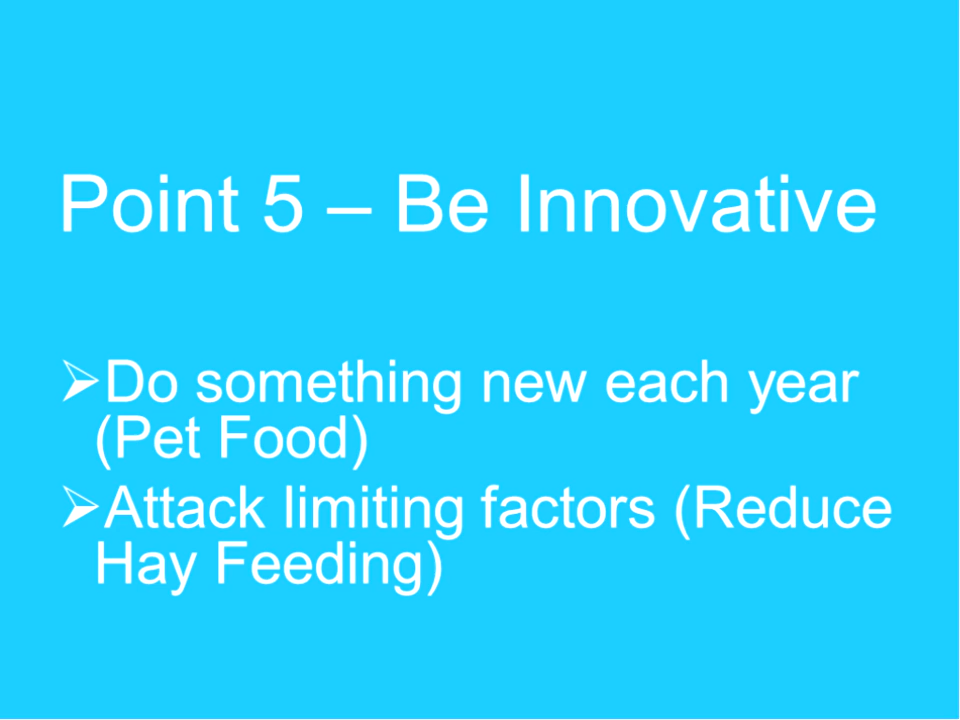 Point 5 – Be Innovative
➢Do something new each year
(Pet Food)
➢Attack limiting factors (Reduce
Hay Feeding)